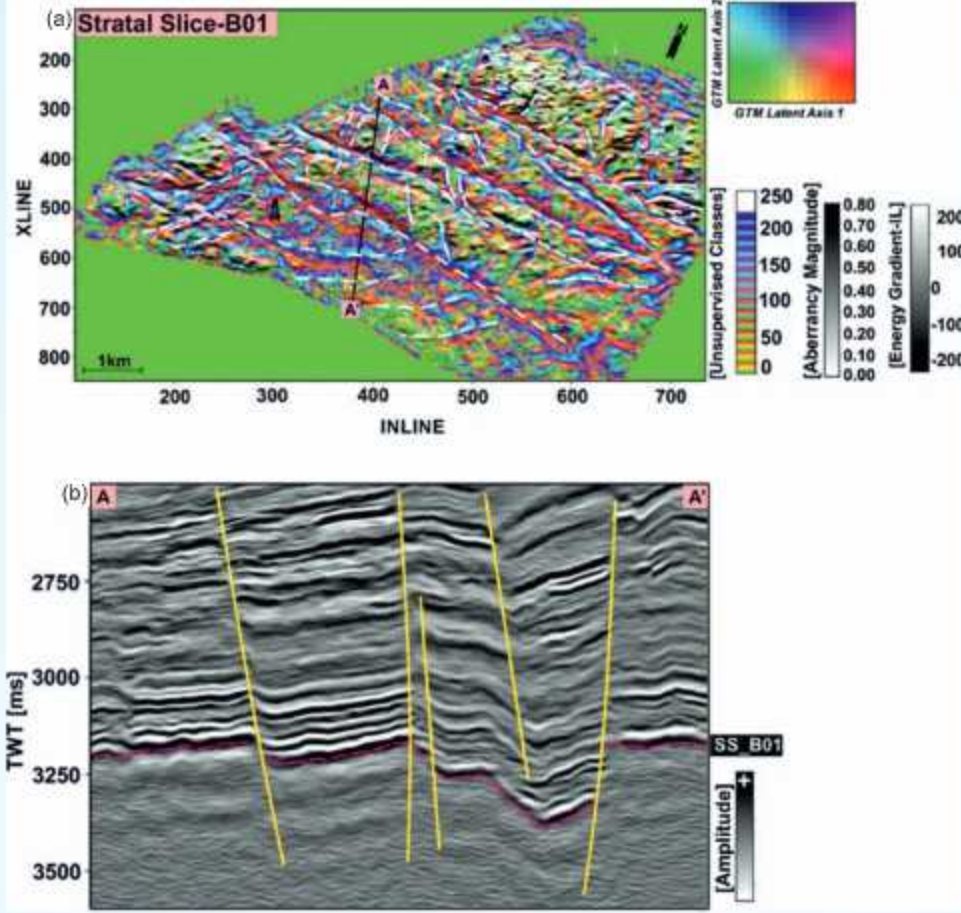 (a) Stratal Slice-B01
200
300
400
500
600
700
800
XLINE
A
A'
1km
200 300 400 500 600 700
INLINE
GTM Latent Axis 2
GTM Latent Axis 1
[Unsupervised Classes]
250
200
150
100
50
0
[Aberrancy Magnitude]
0.80
0.70
0.60
0.50
0.40
0.30
0.20
0.10
0.00
[Energy Gradient-IL]
200
100
0
-100
-200
(b) A A'
2750
3000
3250
3500
TWT [ms]
SS_B01
[Amplitude]
+